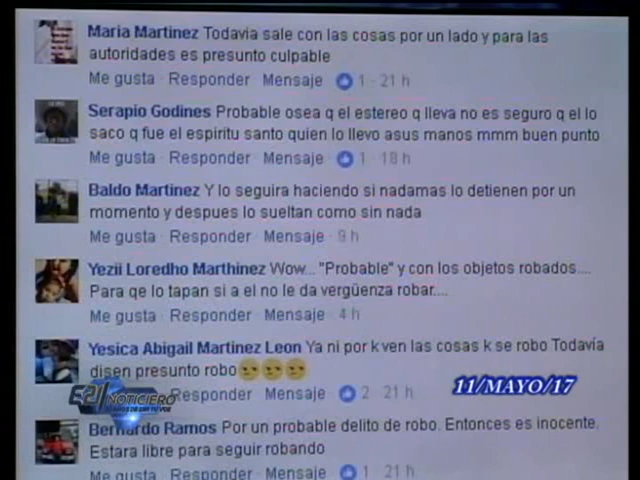 Maria Martinez Todavia sale con las cosas por un lado y para las
autoridades es presunto culpable
Me gusta · Responder · Mensaje · 1 · 21 h
Serapio Godines Probable osea q el estereo q lleva no es seguro q el lo
saco q fue el espiritu santo quien lo llevo asus manos mmm buen punto
Me gusta · Responder · Mensaje · 1 · 18 h
Baldo Martinez Y lo seguira haciendo si nadamas lo detienen por un
momento y despues lo sueltan como sin nada
Me gusta · Responder · Mensaje · 9 h
Yezii Loredho Marthinez Wow... "Probable" y con los objetos robados....
Para qe lo tapan si a el no le da vergüenza robar....
Me gusta · Responder · Mensaje · 4 h
Yesica Abigail Martinez Leon Ya ni por k ven las cosas k se robo Todavía
disen presunto robo
Responder · Mensaje · 2 · 21 h
E21 NOTICIERO
11/MAYO/17
Bernardo Ramos Por un probable delito de robo. Entonces es inocente.
Estara libre para seguir robando
Me gusta · Responder · Mensaje · 1 · 21 h